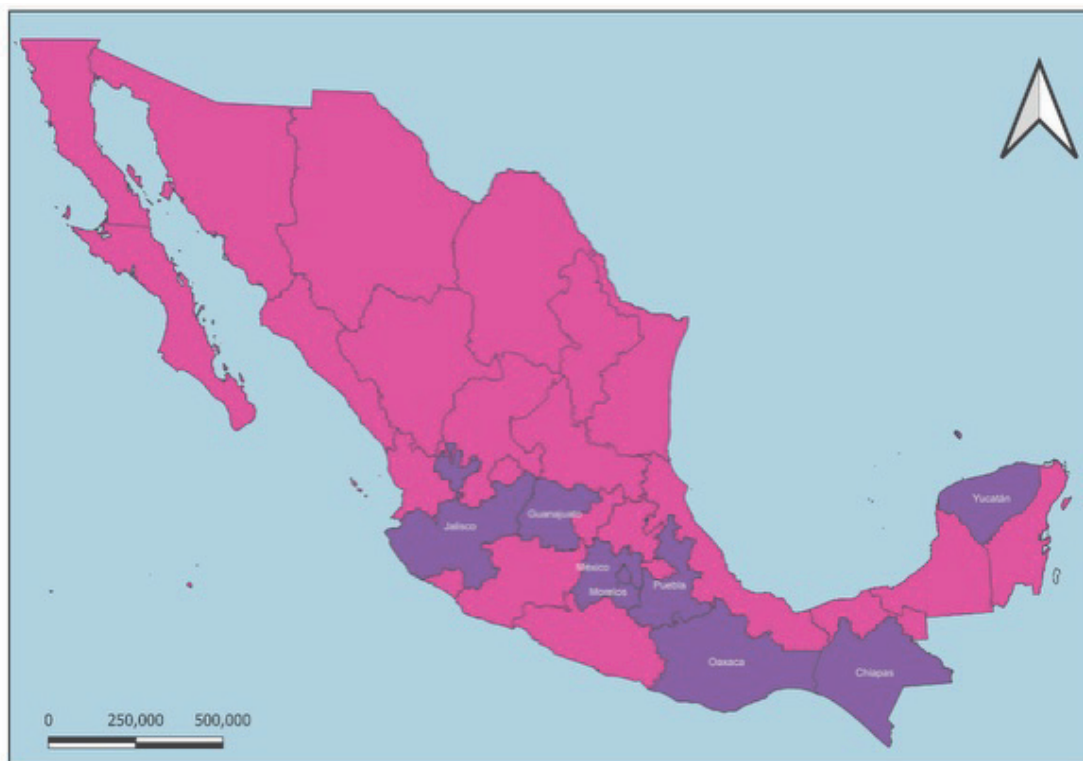 Yucatán
Guanajuato
Jalisco
México
Morelos
Puebla
Oaxaca
Chiapas
0 250,000 500,000